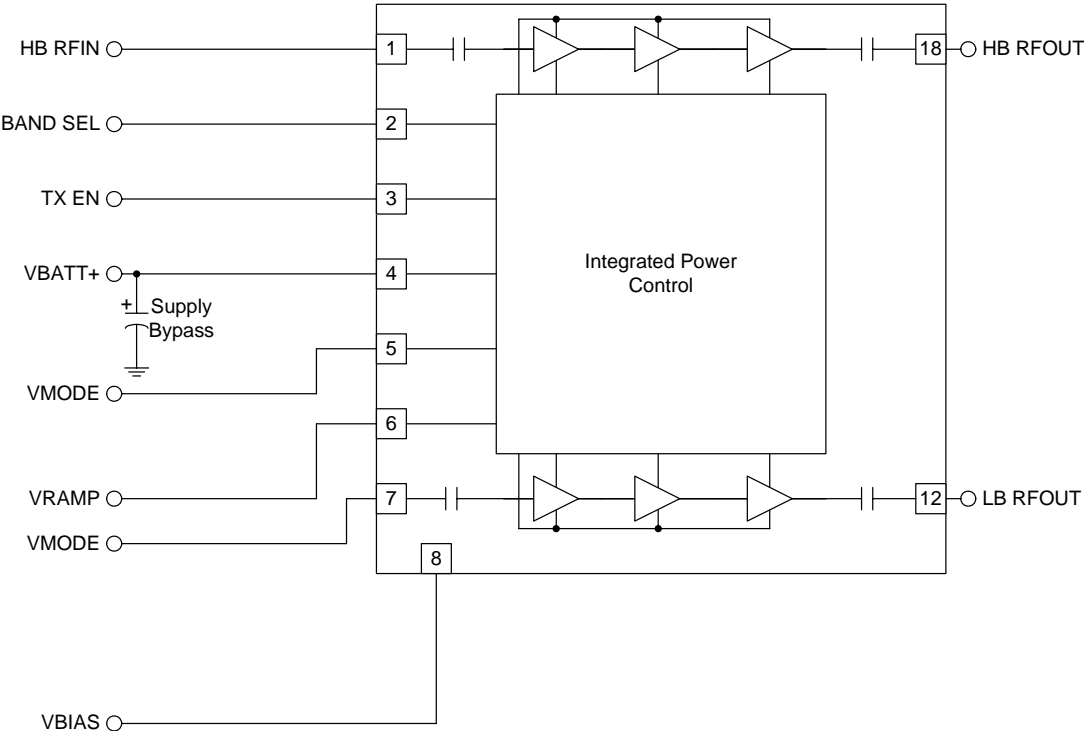 HB RFIN
1
18
HB RFOUT
BAND SEL
2
TX EN
3
VBATT+
4
Integrated Power
Control
+
Supply
Bypass
5
VMODE
6
VRAMP
7
12
LB RFOUT
VMODE
8
VBIAS